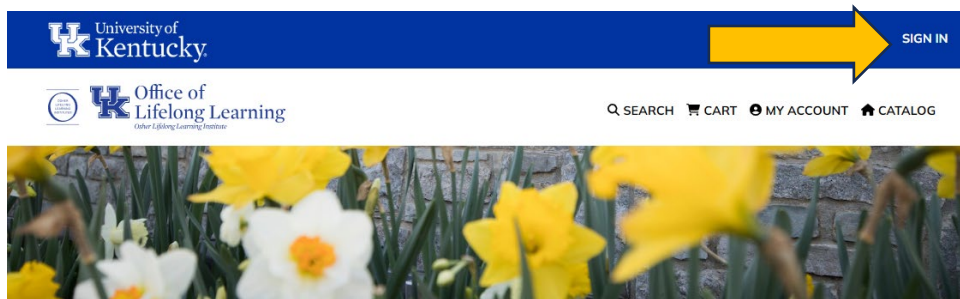 University of
Kentucky.
SIGN IN
Office of
Lifelong Learning
Osher Lifelong Learning Institute
SEARCH CART MY ACCOUNT CATALOG